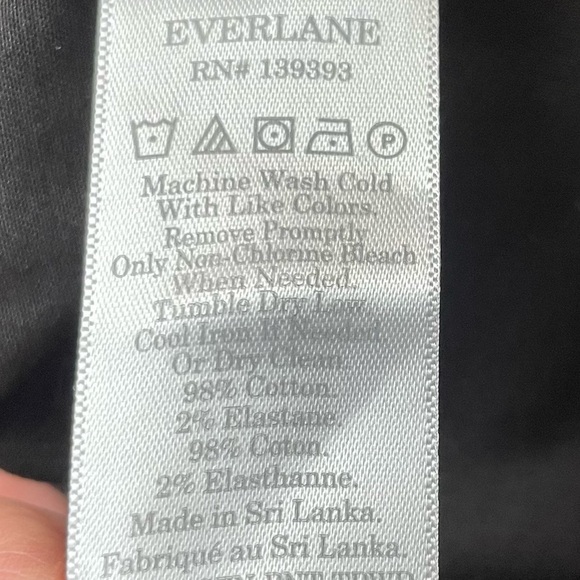 EVERLANE
RN# 139393
P
Machine Wash Cold
With Like Colors.
Remove Promptly
Only Non-Chlorine Bleach
When Needed.
Tumble Dry Low.
Cool Iron If Needed.
Or Dry Clean.
98% Cotton.
2% Elastane.
98% Coton.
2% Elasthanne.
Made in Sri Lanka.
Fabriqué au Sri Lanka.